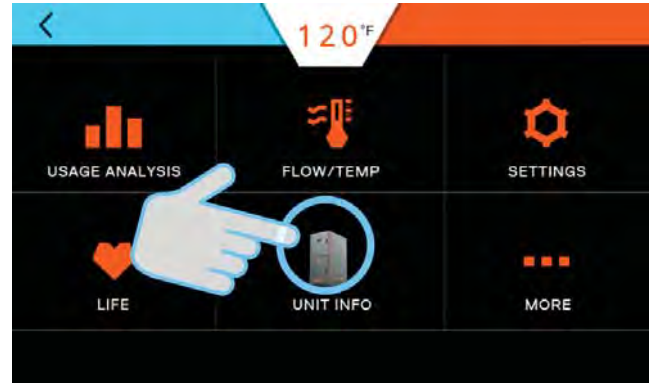 120°F
USAGE ANALYSIS
FLOW/TEMP
SETTINGS
LIFE
UNIT INFO
MORE